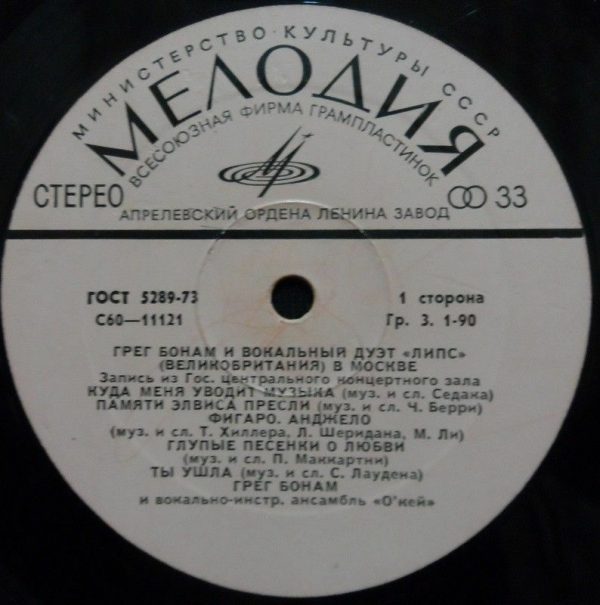 МИНИСТЕРСТВО · КУЛЬТУРЫ СССР
МЕЛОДИЯ
ВСЕСОЮЗНАЯ ФИРМА ГРАМПЛАСТИНОК
СТЕРЕО
33
АПРЕЛЕВСКИЙ ОРДЕНА ЛЕНИНА ЗАВОД
ГОСТ 5289-73
1 сторона
С60—11121
Гр. 3. 1-90
ГРЕГ БОНАМ И ВОКАЛЬНЫЙ ДУЭТ «ЛИПС»
(ВЕЛИКОБРИТАНИЯ) В МОСКВЕ
Запись из Гос. центрального концертного зала
КУДА МЕНЯ УВОДИТ МУЗЫКА (муз. и сл. Седака)
ПАМЯТИ ЭЛВИСА ПРЕСЛИ (муз. и сл. Ч. Берри)
ФИГАРО. АНДЖЕЛО
(муз. и сл. Т. Хиллера, Л. Шеридана, М. Ли)
ГЛУПЫЕ ПЕСЕНКИ О ЛЮБВИ
(муз. и сл. П. Маккартни)
ТЫ УШЛА (муз. и сл. С. Лаудена)
ГРЕГ БОНАМ
и вокально-инстр. ансамбль «О'кей»